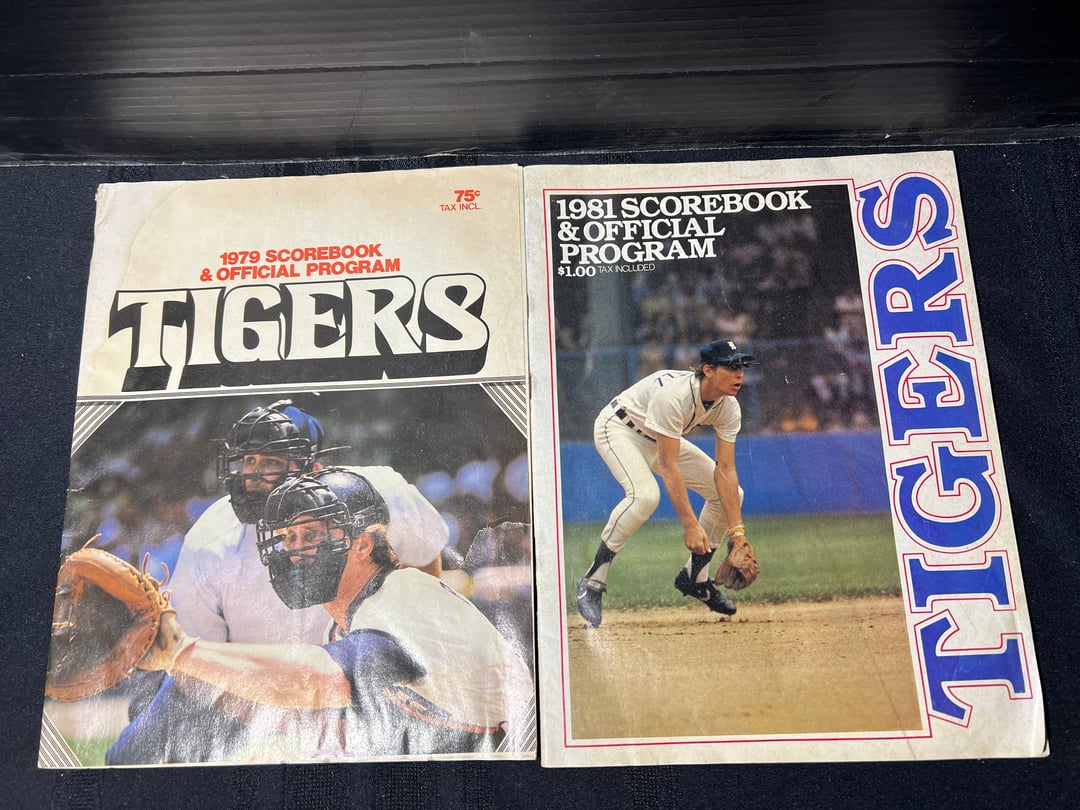 75¢
TAX INCL.
1979 SCOREBOOK
& OFFICIAL PROGRAM
TIGERS
1981 SCOREBOOK
& OFFICIAL
PROGRAM
$1.00 TAX INCLUDED
TIGERS